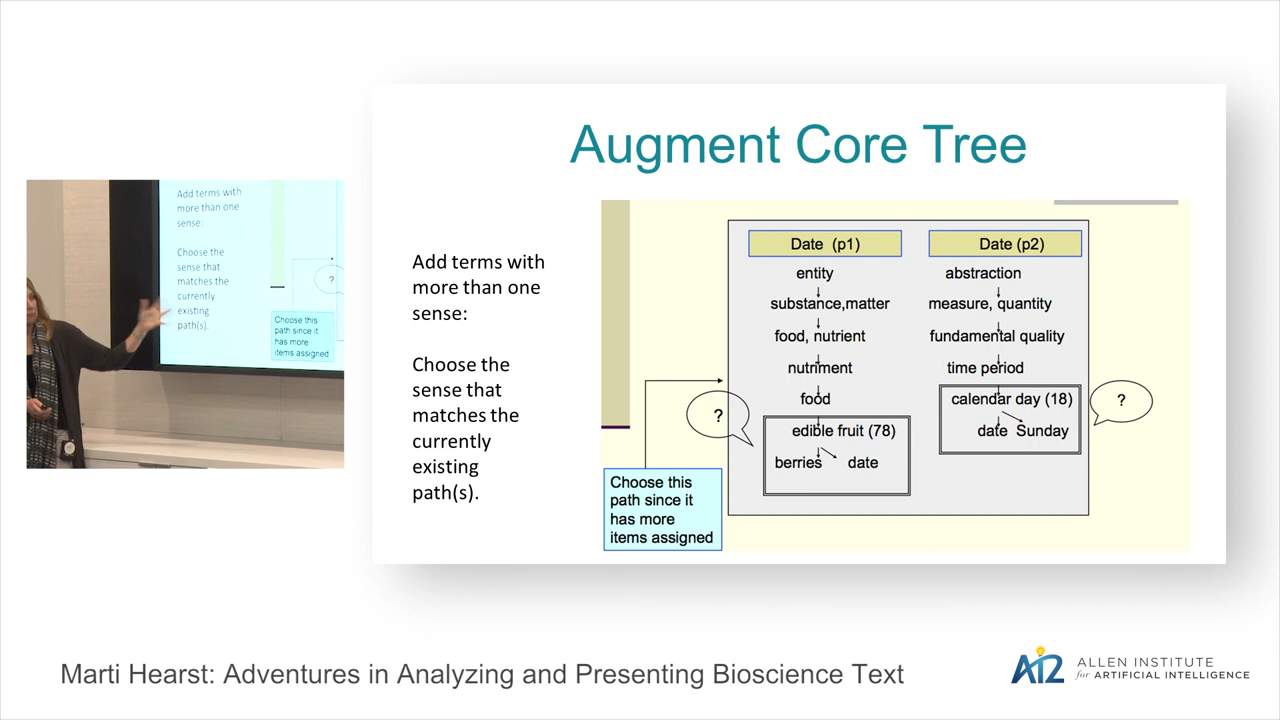 Augment Core Tree
Add terms with
more than one
sense:
Choose the
sense that
matches the
currently
existing
path(s).
Date (p1)
entity
substance,matter
food, nutrient
nutriment
food
edible fruit (78)
berries date
Date (p2)
abstraction
measure, quantity
fundamental quality
time period
calendar day (18)
date Sunday
?
?
Choose this
path since it
has more
items assigned
Add terms with
more than one
sense:
Choose the
sense that
matches the
currently
existing
path(s).
?
Choose this
path since it
has more
items assigned
Marti Hearst: Adventures in Analyzing and Presenting Bioscience Text
AI2
ALLEN INSTITUTE
for ARTIFICIAL INTELLIGENCE